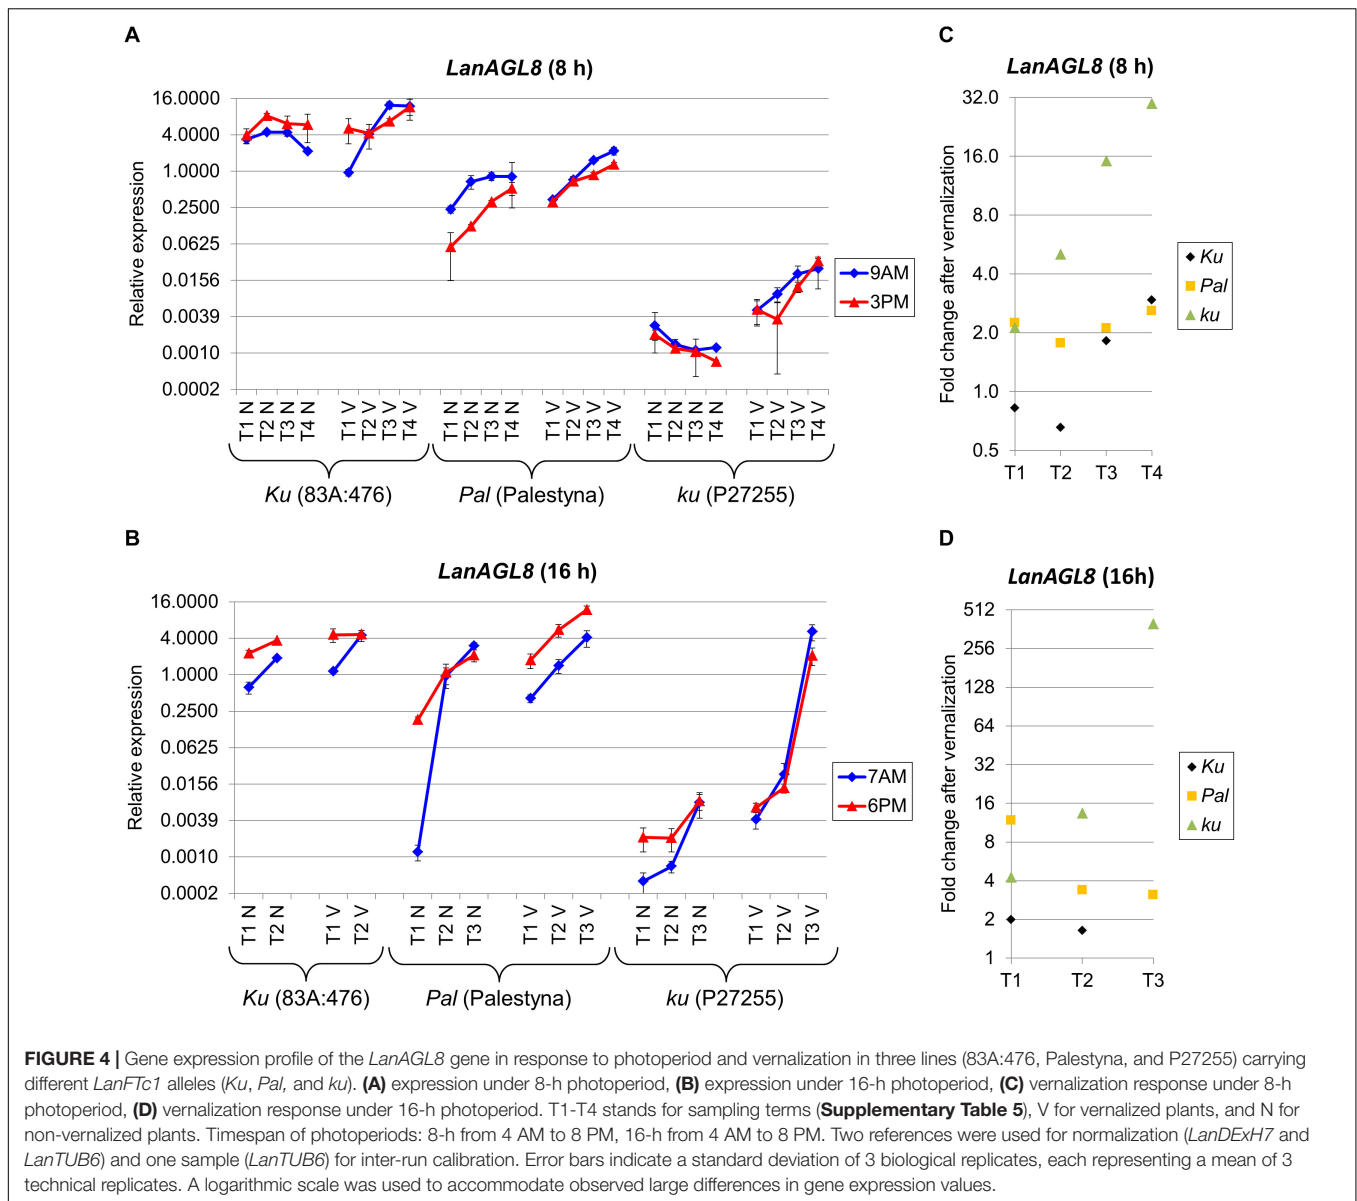 A
LanAGL8 (8 h)
Relative expression
16.0000
4.0000
1.0000
0.2500
0.0625
0.0156
0.0039
0.0010
0.0002
T1 N
T2 N
T3 N
T4 N
T1 V
T2 V
T3 V
T4 V
T1 N
T2 N
T3 N
T4 N
T1 V
T2 V
T3 V
T4 V
T1 N
T2 N
T3 N
T4 N
T1 V
T2 V
T3 V
T4 V
Ku (83A:476)
Pal (Palestyna)
ku (P27255)
9AM
3PM
C
LanAGL8 (8 h)
Fold change after vernalization
32.0
16.0
8.0
4.0
2.0
1.0
0.5
T1
T2
T3
T4
Ku
Pal
ku
B
LanAGL8 (16 h)
Relative expression
16.0000
4.0000
1.0000
0.2500
0.0625
0.0156
0.0039
0.0010
0.0002
T1 N
T2 N
T1 V
T2 V
T1 N
T2 N
T3 N
T1 V
T2 V
T3 V
T1 N
T2 N
T3 N
T1 V
T2 V
T3 V
Ku (83A:476)
Pal (Palestyna)
ku (P27255)
7AM
6PM
D
LanAGL8 (16h)
Fold change after vernalization
512
256
128
64
32
16
8
4
2
1
T1
T2
T3
Ku
Pal
ku
FIGURE 4 | Gene expression profile of the LanAGL8 gene in response to photoperiod and vernalization in three lines (83A:476, Palestyna, and P27255) carrying
different LanFTc1 alleles (Ku, Pal, and ku). (A) expression under 8-h photoperiod, (B) expression under 16-h photoperiod, (C) vernalization response under 8-h
photoperiod, (D) vernalization response under 16-h photoperiod. T1-T4 stands for sampling terms (Supplementary Table 5), V for vernalized plants, and N for
non-vernalized plants. Timespan of photoperiods: 8-h from 4 AM to 8 PM, 16-h from 4 AM to 8 PM. Two references were used for normalization (LanDExH7 and
LanTUB6) and one sample (LanTUB6) for inter-run calibration. Error bars indicate a standard deviation of 3 biological replicates, each representing a mean of 3
technical replicates. A logarithmic scale was used to accommodate observed large differences in gene expression values.